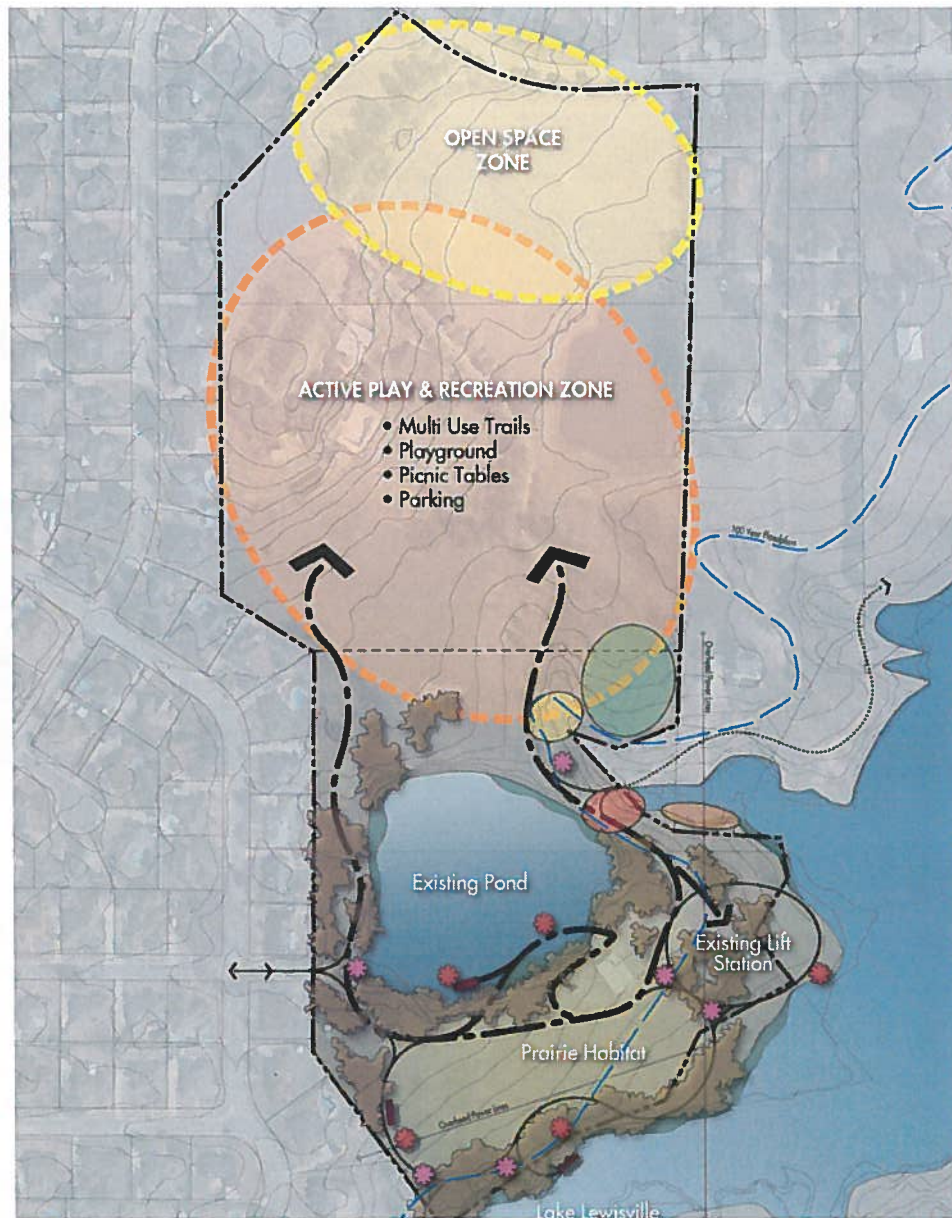 OPEN SPACE
ZONE
ACTIVE PLAY & RECREATION ZONE
• Multi Use Trails
• Playground
• Picnic Tables
• Parking
100 Year Floodplain
Overhead Power Lines
Existing Pond
Existing Lift
Station
Prairie Habitat
Overhead Power Lines
Lake Lewisville